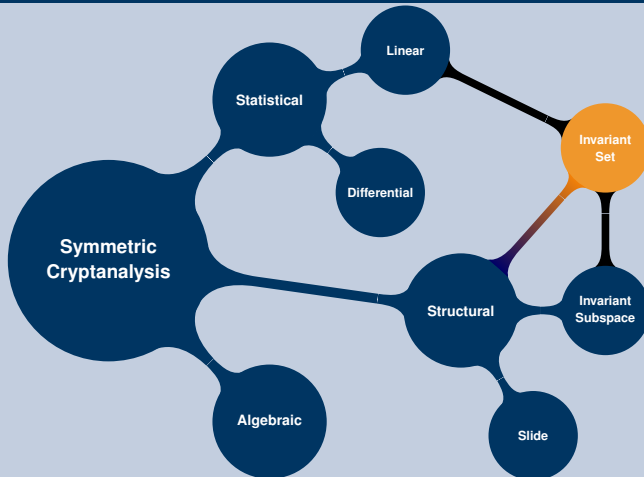 Linear
Statistical
Invariant
Set
Differential
Symmetric
Cryptanalysis
Structural
Invariant
Subspace
Algebraic
Slide